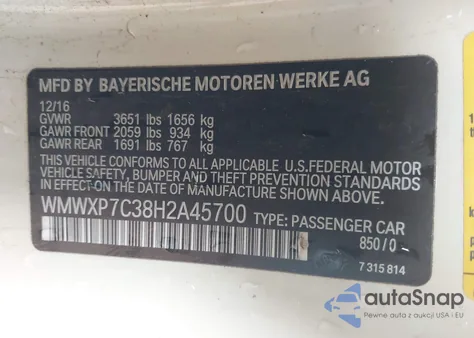 MFD BY BAYERISCHE MOTOREN WERKE AG
12/16
GVWR 3651 lbs 1656 kg
GAWR FRONT 2059 lbs 934 kg
GAWR REAR 1691 lbs 767 kg
THIS VEHICLE CONFORMS TO ALL APPLICABLE U.S.FEDERAL MOTOR
VEHICLE SAFETY, BUMPER AND THEFT PREVENTION STANDARDS
IN EFFECT ON THE DATE OF MANUFACTURE SHOWN ABOVE.
WMWXP7C38H2A45700 TYPE: PASSENGER CAR
850/0
7 315 814
autoSnap
Pewne auta z aukcji USA i EU